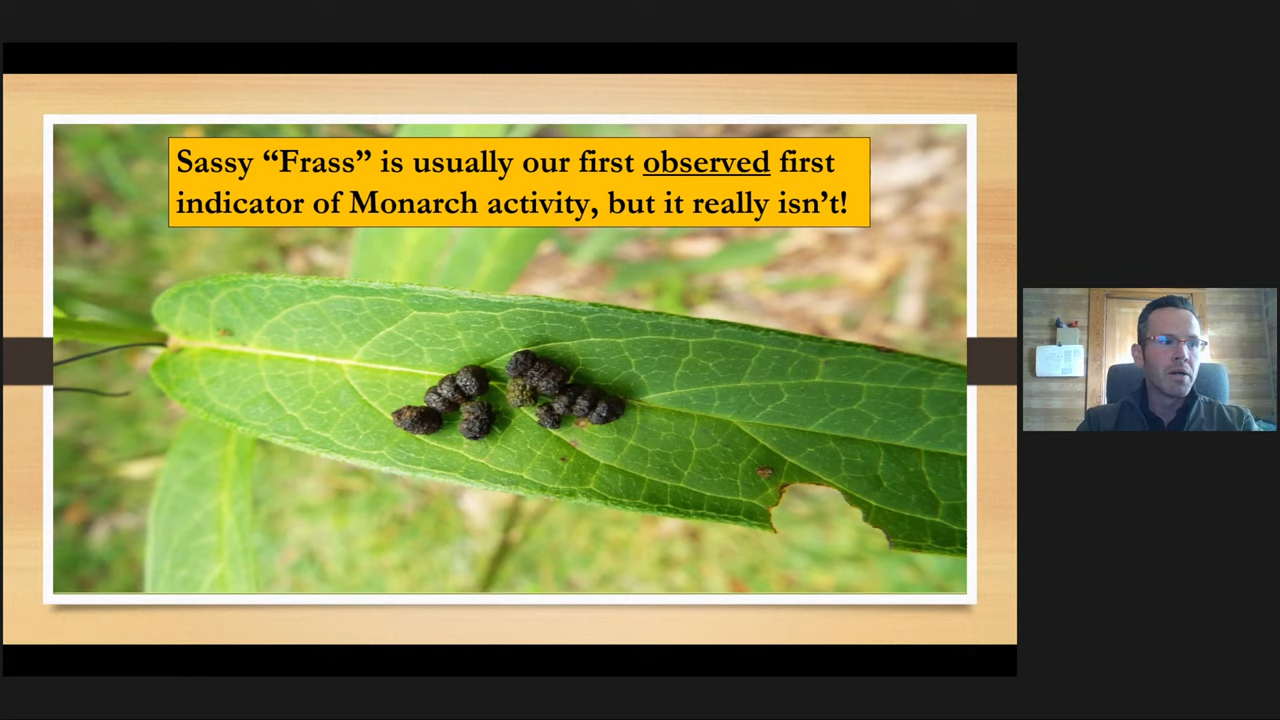 Sassy “Frass” is usually our first observed first
indicator of Monarch activity, but it really isn’t!